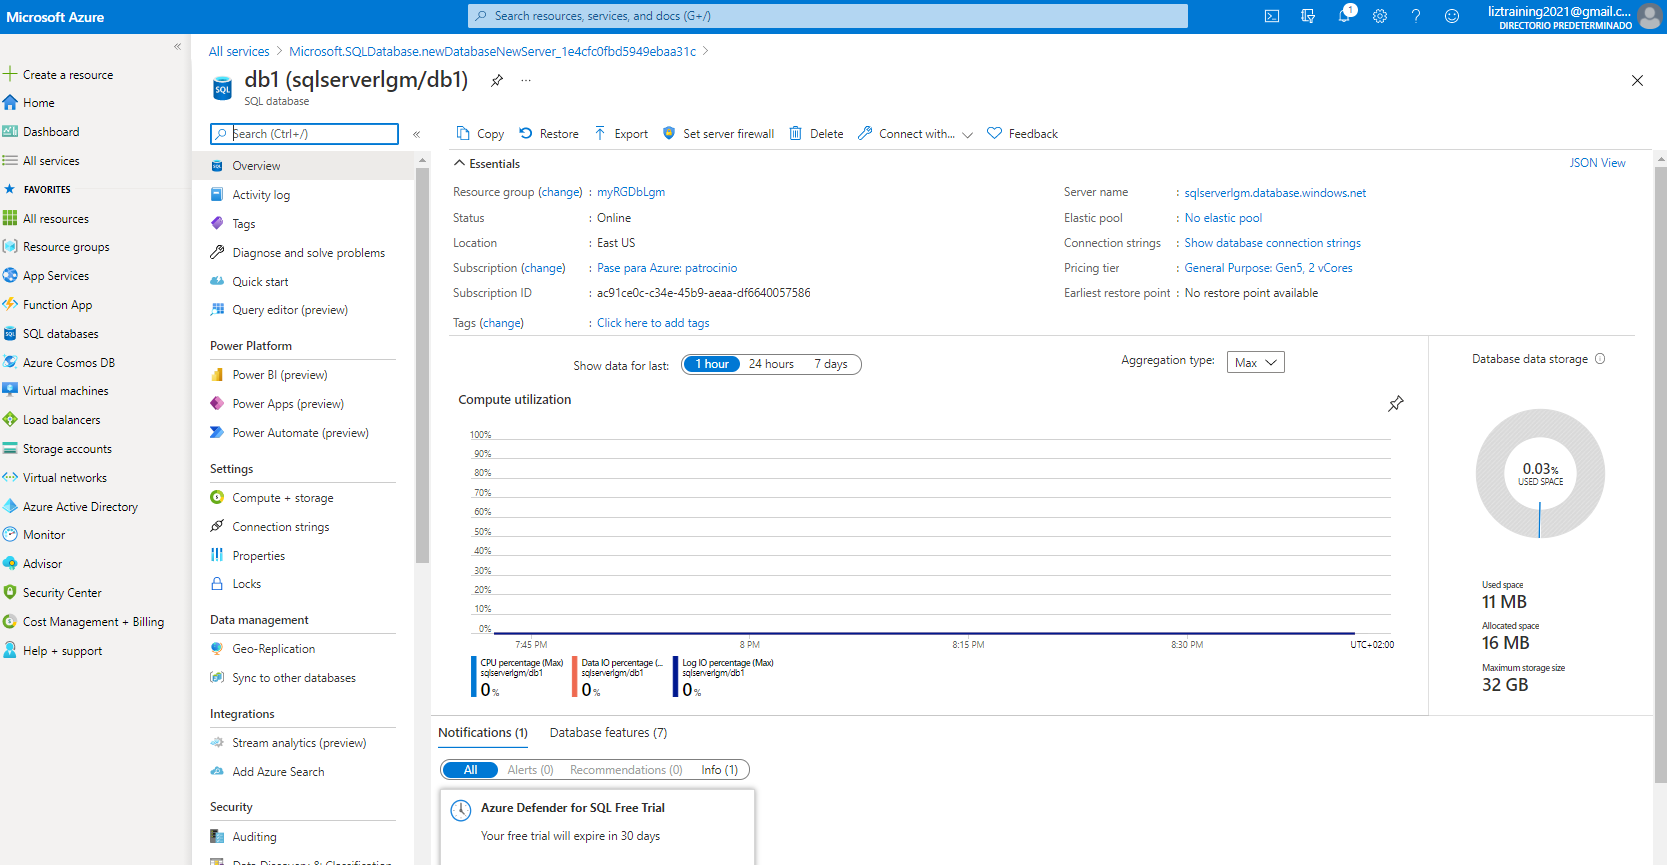 Microsoft Azure
Search resources, services, and docs (G+/)
1
liztraining2021@gmail.c...
DIRECTORIO PREDETERMINADO
«
Create a resource
Home
Dashboard
All services
FAVORITES
All resources
Resource groups
App Services
Function App
SQL databases
Azure Cosmos DB
Virtual machines
Load balancers
Storage accounts
Virtual networks
Azure Active Directory
Monitor
Advisor
Security Center
Cost Management + Billing
Help + support
All services > Microsoft.SQLDatabase.newDatabaseNewServer_1e4cfc0fbd5949ebaa31c >
SQL
db1 (sqlserverlgm/db1)
...
SQL database
Search (Ctrl+/)
«
Overview
Activity log
Tags
Diagnose and solve problems
Quick start
Query editor (preview)
Power Platform
Power BI (preview)
Power Apps (preview)
Power Automate (preview)
Settings
Compute + storage
Connection strings
Properties
Locks
Data management
Geo-Replication
Sync to other databases
Integrations
Stream analytics (preview)
Add Azure Search
Security
Auditing
Data Discovery & Classification
Copy Restore Export Set server firewall Delete Connect with... Feedback
Essentials
JSON View
Resource group (change) : myRGDbLgm
Status : Online
Location : East US
Subscription (change) : Pase para Azure: patrocinio
Subscription ID : ac91ce0c-c34e-45b9-aeaa-df6640057586
Tags (change) : Click here to add tags
Server name : sqlserverlgm.database.windows.net
Elastic pool : No elastic pool
Connection strings : Show database connection strings
Pricing tier : General Purpose: Gen5, 2 vCores
Earliest restore point : No restore point available
Show data for last: 1 hour 24 hours 7 days
Aggregation type: Max
Compute utilization
100%
90%
80%
70%
60%
50%
40%
30%
20%
10%
0%
7:45 PM 8 PM 8:15 PM 8:30 PM UTC+02:00
CPU percentage (Max)
sqlserverlgm/db1
0 %
Data IO percentage (...
sqlserverlgm/db1
0 %
Log IO percentage (Max)
sqlserverlgm/db1
0 %
Database data storage
0.03%
USED SPACE
Used space
11 MB
Allocated space
16 MB
Maximum storage size
32 GB
Notifications (1) Database features (7)
All Alerts (0) Recommendations (0) Info (1)
Azure Defender for SQL Free Trial
Your free trial will expire in 30 days